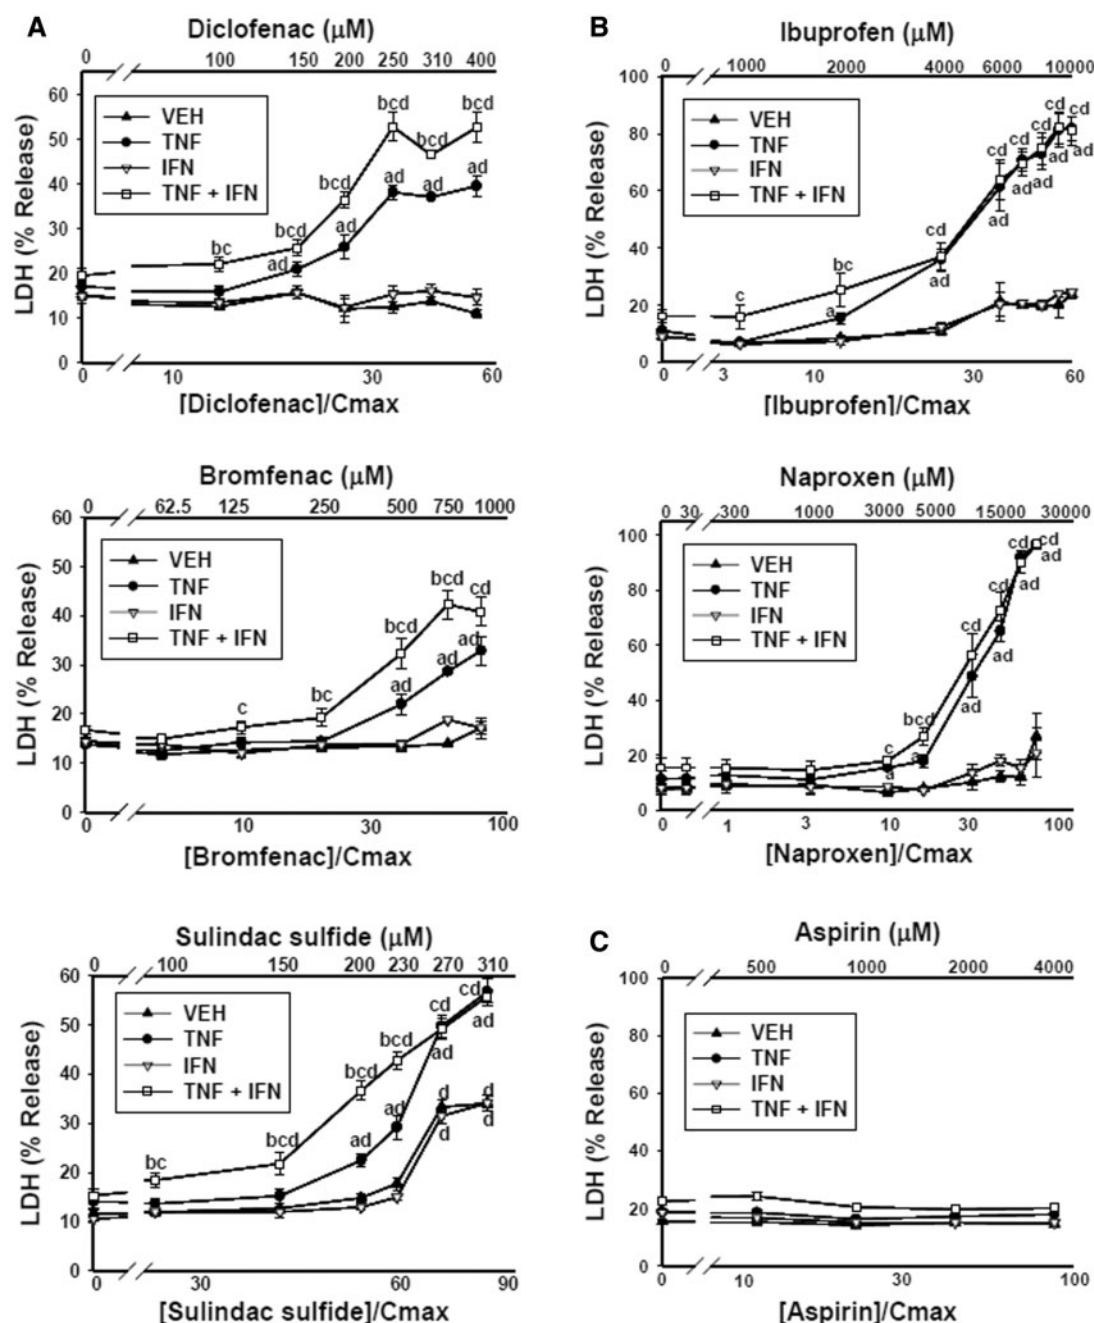 A
Diclofenac (μM)
0 100 150 200 250 310 400
60
50
40
30
20
10
0
LDH (% Release)
VEH
TNF
IFN
TNF + IFN
bc
bcd
bcd
bcd
bcd
bcd
ad
ad
ad
ad
ad
0 10 30 60
[Diclofenac]/Cmax
B
Ibuprofen (μM)
0 1000 2000 4000 6000 10000
100
80
60
40
20
0
LDH (% Release)
VEH
TNF
IFN
TNF + IFN
c
bc
cd
cd
cd
cd
cd
cd
a
ad
ad
ad
ad
ad
ad
0 3 10 30 60
[Ibuprofen]/Cmax
Bromfenac (μM)
0 62.5 125 250 500 750 1000
60
50
40
30
20
10
0
LDH (% Release)
VEH
TNF
IFN
TNF + IFN
c
bc
bcd
bcd
cd
ad
ad
ad
0 10 30 100
[Bromfenac]/Cmax
Naproxen (μM)
0 30 300 1000 3000 5000 15000 30000
100
80
60
40
20
0
LDH (% Release)
VEH
TNF
IFN
TNF + IFN
c
bcd
cd
cd
cd
cd
a
a
ad
ad
ad
ad
0 1 3 10 30 100
[Naproxen]/Cmax
Sulindac sulfide (μM)
0 100 150 200 230 270 310
60
50
40
30
20
10
0
LDH (% Release)
VEH
TNF
IFN
TNF + IFN
bc
bcd
bcd
bcd
cd
cd
ad
ad
ad
ad
d
d
d
d
0 30 60 90
[Sulindac sulfide]/Cmax
C
Aspirin (μM)
0 500 1000 2000 4000
100
80
60
40
20
0
LDH (% Release)
VEH
TNF
IFN
TNF + IFN
0 10 30 100
[Aspirin]/Cmax